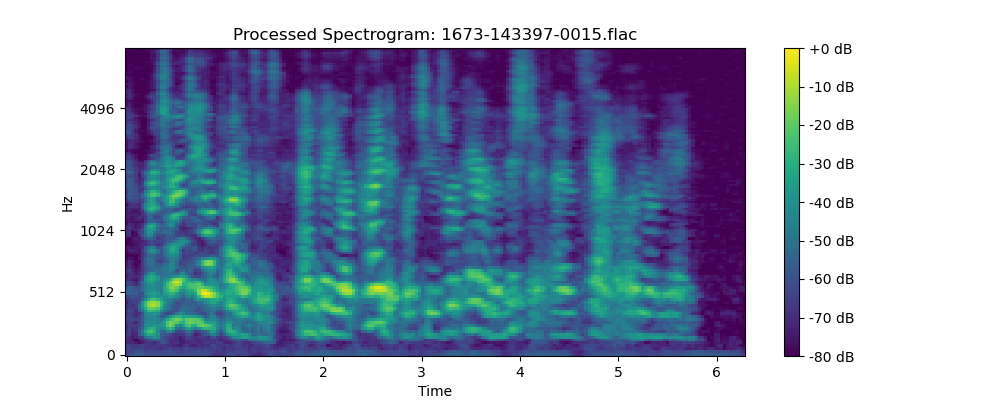 Processed Spectrogram: 1673-143397-0015.flac
Hz
4096
2048
1024
512
0
0 1 2 3 4 5 6
Time
+0 dB
-10 dB
-20 dB
-30 dB
-40 dB
-50 dB
-60 dB
-70 dB
-80 dB